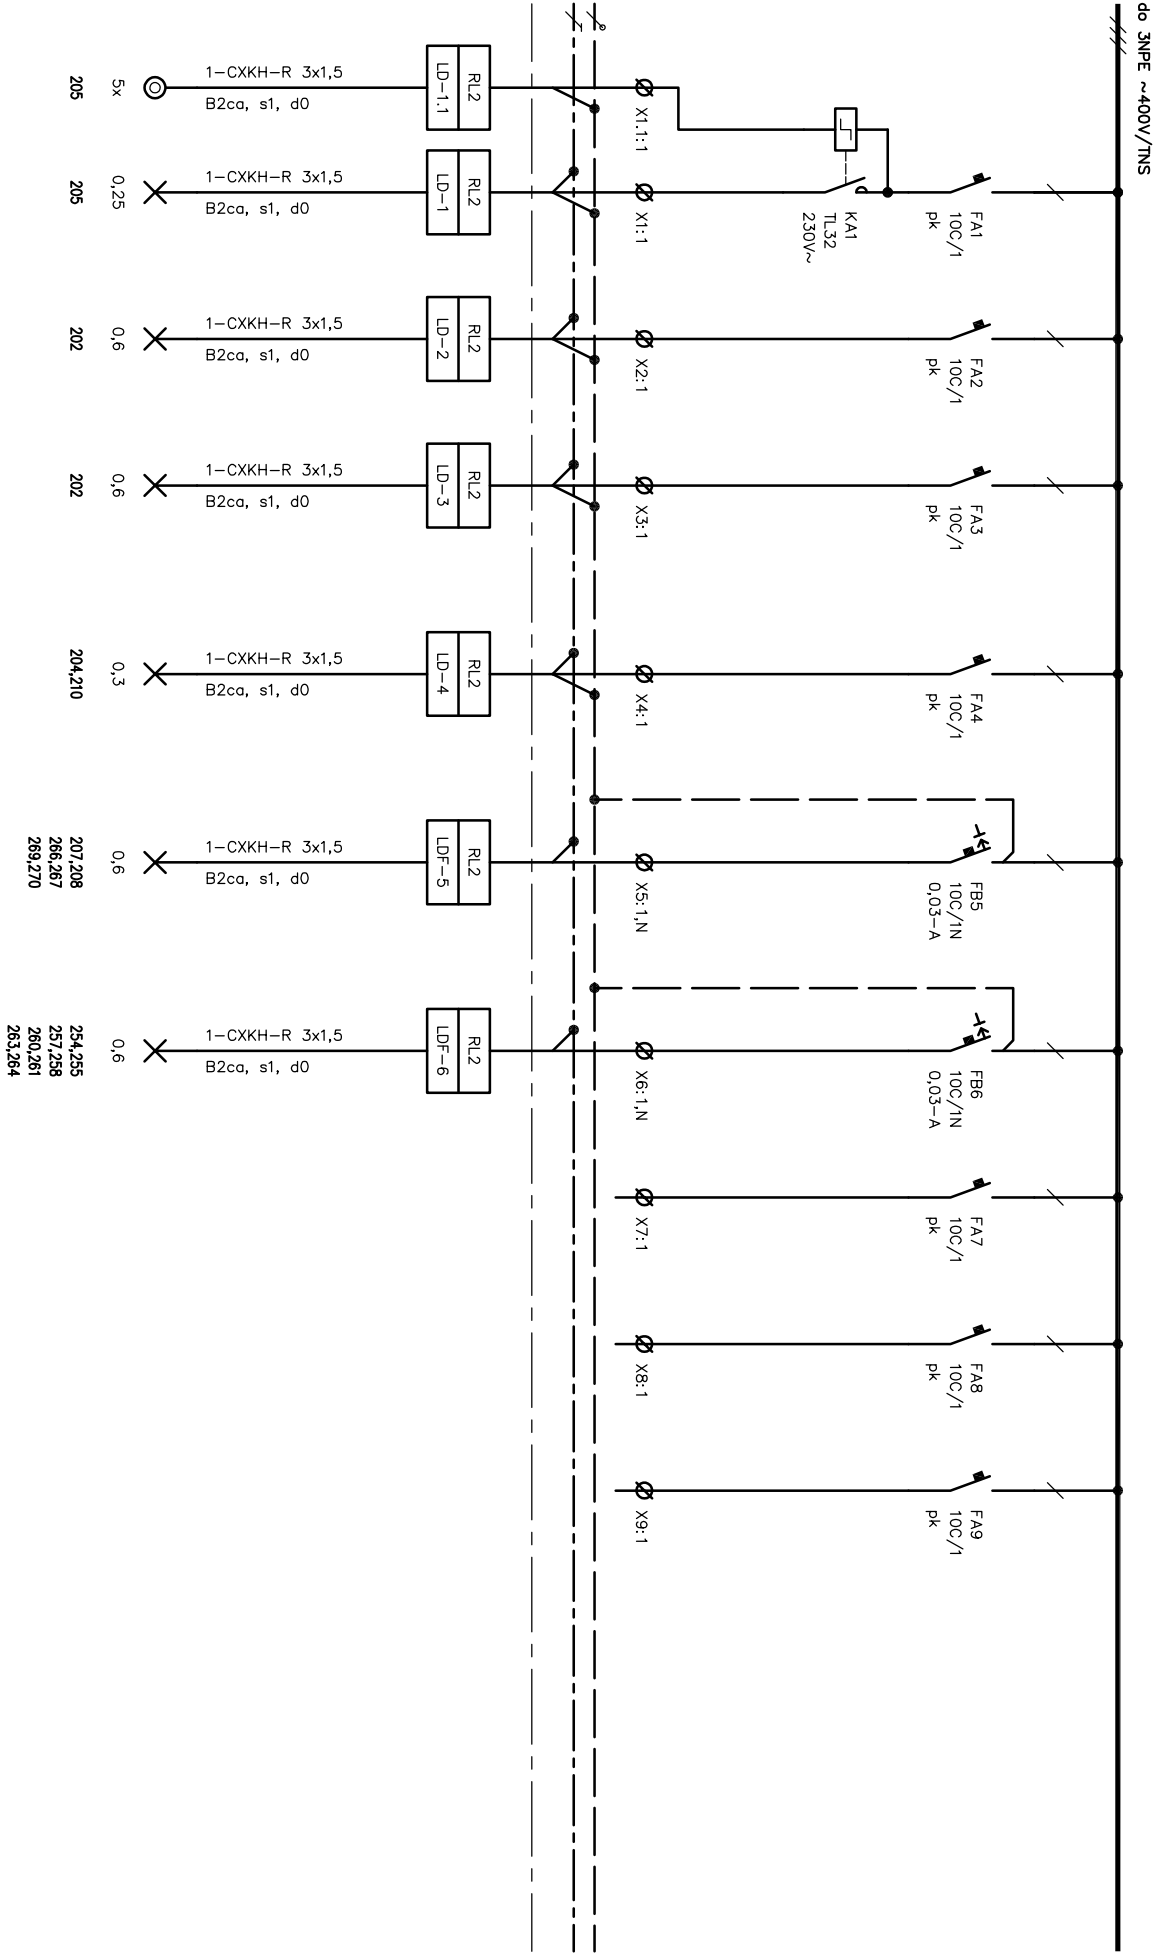 do 3NPE ~400V/TNS
FA1
10C/1
pk
KA1
TL32
230V~
X1.1:1
X1:1
RL2
LD-1.1
1-CXKH-R 3x1,5
B2ca, s1, d0
5x
205
RL2
LD-1
1-CXKH-R 3x1,5
B2ca, s1, d0
0,25
205
FA2
10C/1
pk
X2:1
RL2
LD-2
1-CXKH-R 3x1,5
B2ca, s1, d0
0,6
202
FA3
10C/1
pk
X3:1
RL2
LD-3
1-CXKH-R 3x1,5
B2ca, s1, d0
0,6
202
FA4
10C/1
pk
X4:1
RL2
LD-4
1-CXKH-R 3x1,5
B2ca, s1, d0
0,3
204,210
FB5
10C/1N
0,03-A
X5:1,N
RL2
LDF-5
1-CXKH-R 3x1,5
B2ca, s1, d0
0,6
207,208
266,267
269,270
FB6
10C/1N
0,03-A
X6:1,N
RL2
LDF-6
1-CXKH-R 3x1,5
B2ca, s1, d0
0,6
254,255
257,258
260,261
263,264
FA7
10C/1
pk
X7:1
FA8
10C/1
pk
X8:1
FA9
10C/1
pk
X9:1